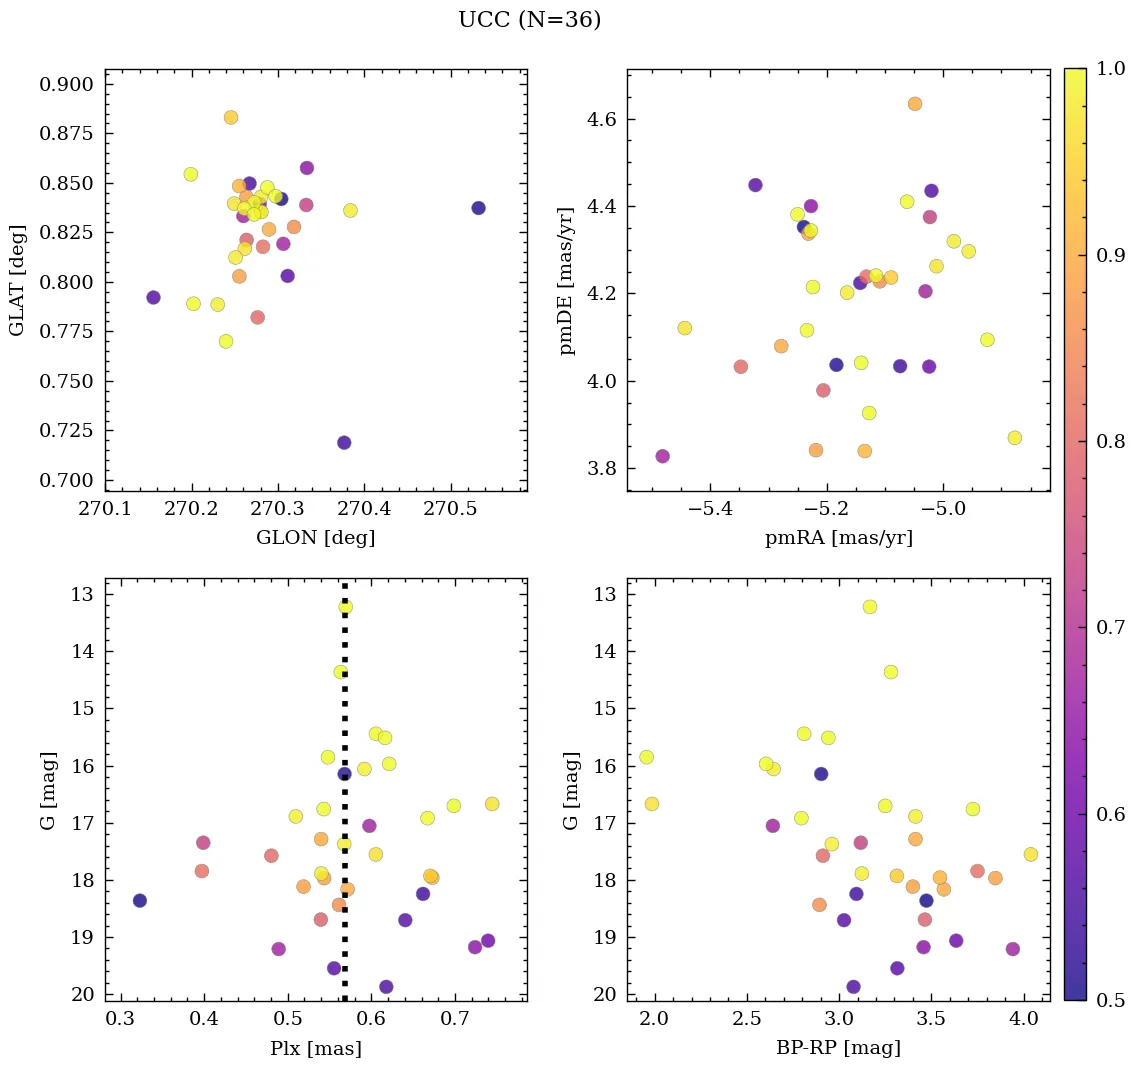 UCC (N=36)
0.900
0.875
0.850
0.825
0.800
0.775
0.750
0.725
0.700
GLAT [deg]
270.1 270.2 270.3 270.4 270.5
GLON [deg]
4.6
4.4
4.2
4.0
3.8
pmDE [mas/yr]
−5.4 −5.2 −5.0
pmRA [mas/yr]
13
14
15
16
17
18
19
20
G [mag]
0.3 0.4 0.5 0.6 0.7
Plx [mas]
13
14
15
16
17
18
19
20
G [mag]
2.0 2.5 3.0 3.5 4.0
BP-RP [mag]
1.0
0.9
0.8
0.7
0.6
0.5